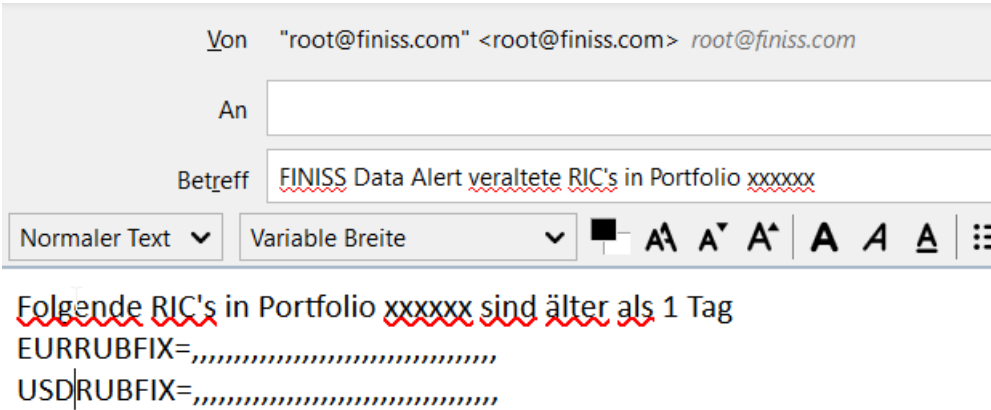 Von "root@finiss.com" <root@finiss.com> root@finiss.com
An
Betreff FINISS Data Alert veraltete RIC's in Portfolio xxxxxx
Normaler Text Variable Breite
Folgende RIC's in Portfolio xxxxxx sind älter als 1 Tag
EURRUBFIX=,,,,,,,,,,,,,,,,,,,,,,,,,,,,,,,,,,,,
USDRUBFIX=,,,,,,,,,,,,,,,,,,,,,,,,,,,,,,,,,,,,